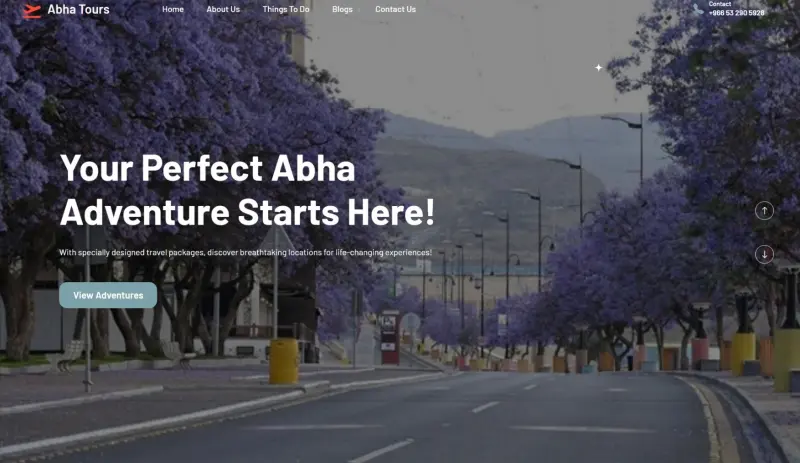 Abha Tours
Home
About Us
Things To Do
Blogs
Contact Us
Contact
+966 53 290 5928
Your Perfect Abha
Adventure Starts Here!
With specially designed travel packages, discover breathtaking locations for life-changing experiences!
View Adventures